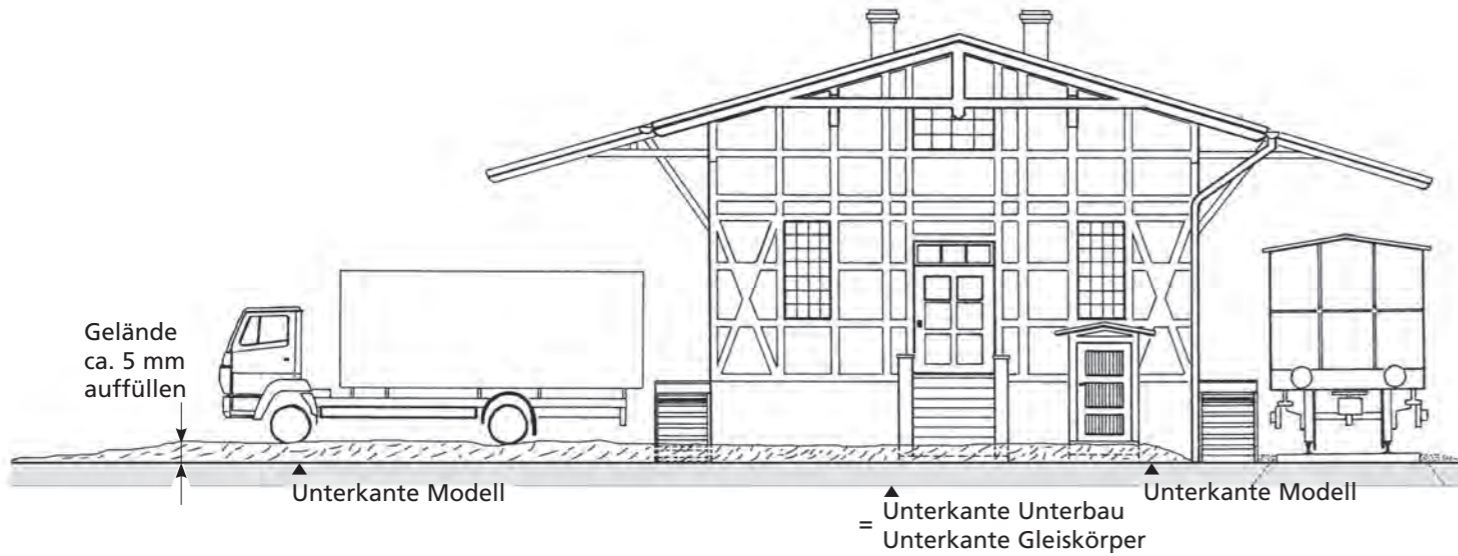 Gelände
ca. 5 mm
auffüllen
Unterkante Modell
Unterkante Modell
= Unterkante Unterbau
Unterkante Gleiskörper